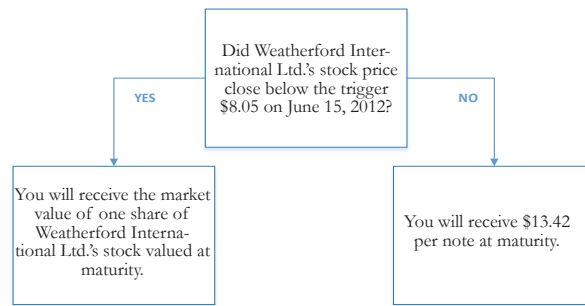 Did Weatherford Inter-
national Ltd.'s stock price
close below the trigger
$8.05 on June 15, 2012?
YES
NO
You will receive the market
value of one share of
Weatherford Interna-
tional Ltd.'s stock valued at
maturity.
You will receive $13.42
per note at maturity.